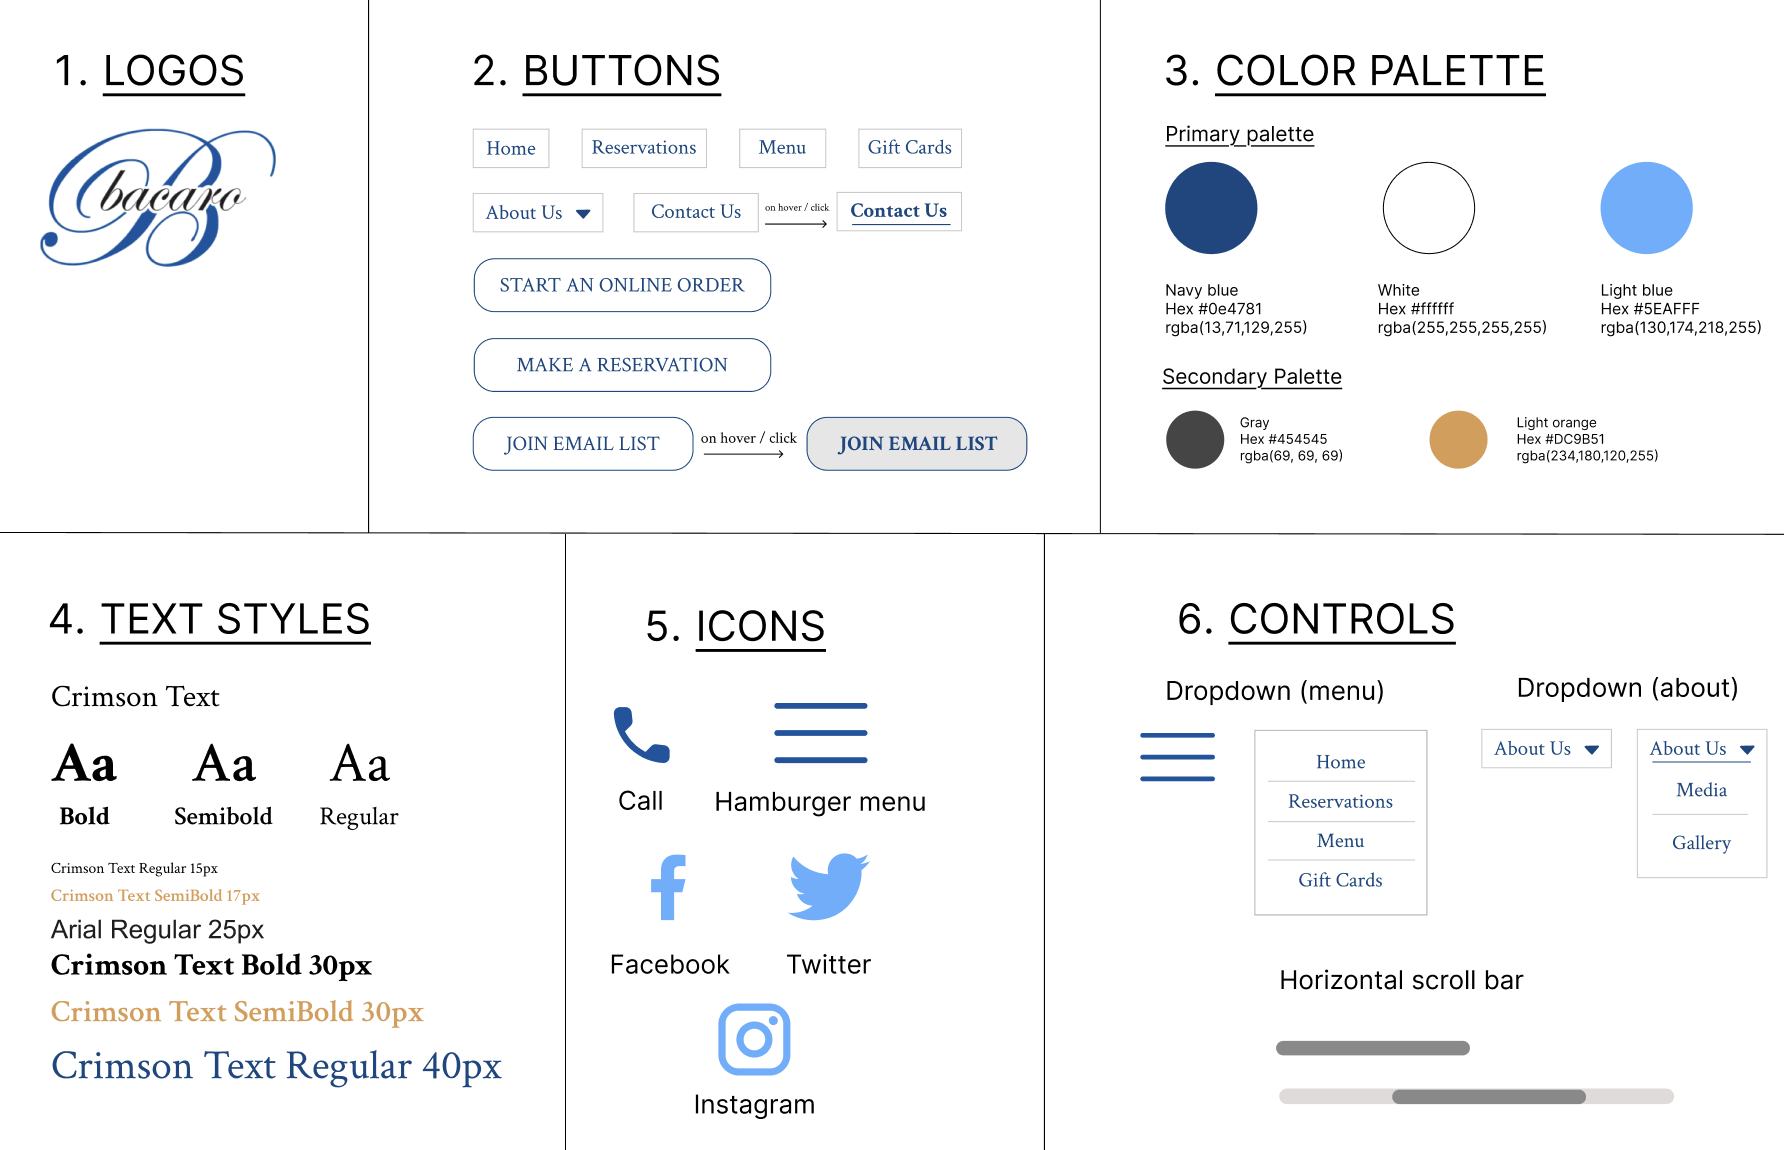 1. LOGOS
bacaro
2. BUTTONS
Home
Reservations
Menu
Gift Cards
About Us
Contact Us
on hover / click
Contact Us
START AN ONLINE ORDER
MAKE A RESERVATION
JOIN EMAIL LIST
on hover / click
JOIN EMAIL LIST
3. COLOR PALETTE
Primary palette
Navy blue
Hex #0e4781
rgba(13,71,129,255)
White
Hex #ffffff
rgba(255,255,255,255)
Light blue
Hex #5EAFFF
rgba(130,174,218,255)
Secondary Palette
Gray
Hex #454545
rgba(69, 69, 69)
Light orange
Hex #DC9B51
rgba(234,180,120,255)
4. TEXT STYLES
Crimson Text
Aa
Bold
Aa
Semibold
Aa
Regular
Crimson Text Regular 15px
Crimson Text SemiBold 17px
Arial Regular 25px
Crimson Text Bold 30px
Crimson Text SemiBold 30px
Crimson Text Regular 40px
5. ICONS
Call
Hamburger menu
Facebook
Twitter
Instagram
6. CONTROLS
Dropdown (menu)
Home
Reservations
Menu
Gift Cards
Dropdown (about)
About Us
About Us
Media
Gallery
Horizontal scroll bar